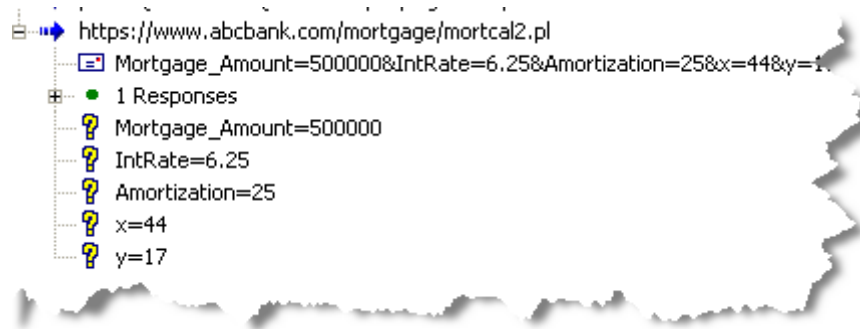 https://www.abcbank.com/mortgage/mortcal2.pl
Mortgage_Amount=500000&IntRate=6.25&Amortization=25&x=44&y=1
1 Responses
Mortgage_Amount=500000
IntRate=6.25
Amortization=25
x=44
y=17